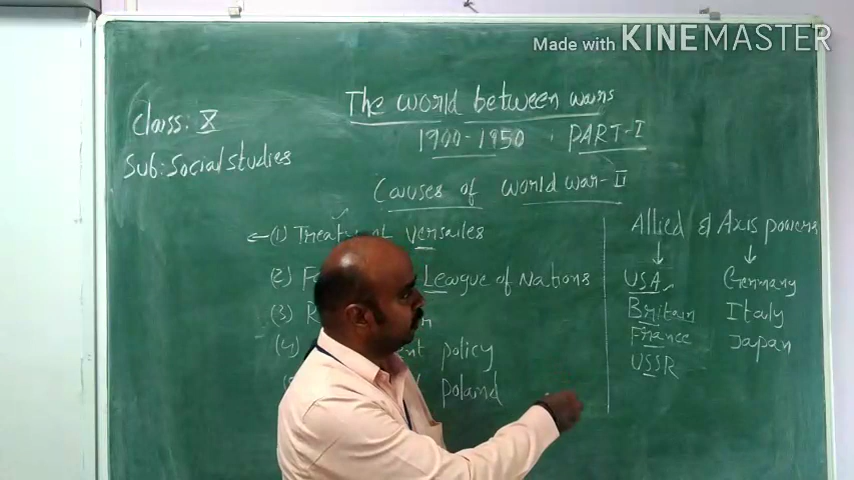 Made with KINEMASTER
The world between wars
1900-1950 . PART-I
Class: X
Sub: Social studies
Causes of world war-II
(1) Treaty of versailes
(2) League of Nations
(3)
(4) policy
poland
Allied & Axis powers
USA Germany
Britain Italy
France Japan
USSR